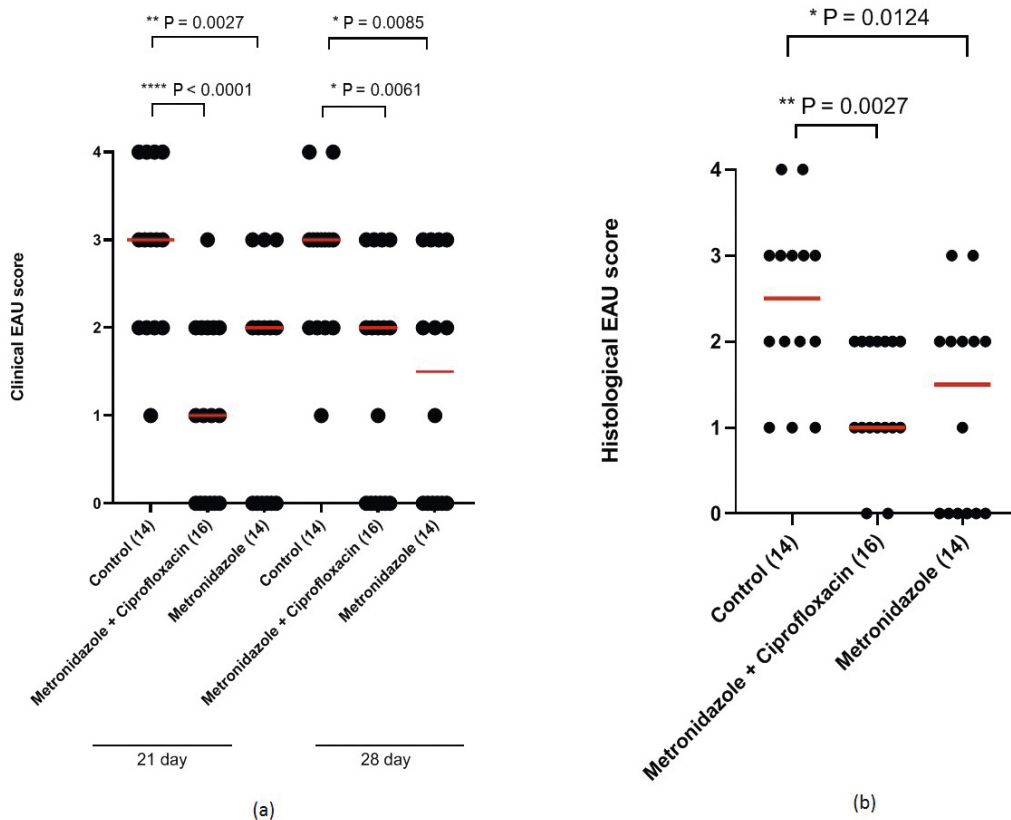 ** P = 0.0027
* P = 0.0085
**** P < 0.0001
* P = 0.0061
Clinical EAU score
4
3
2
1
0
Control (14)
Metronidazole + Ciprofloxacin (16)
Metronidazole (14)
Control (14)
Metronidazole + Ciprofloxacin (16)
Metronidazole (14)
21 day
28 day
(a)
* P = 0.0124
** P = 0.0027
Histological EAU score
4
3
2
1
0
Control (14)
Metronidazole + Ciprofloxacin (16)
Metronidazole (14)
(b)